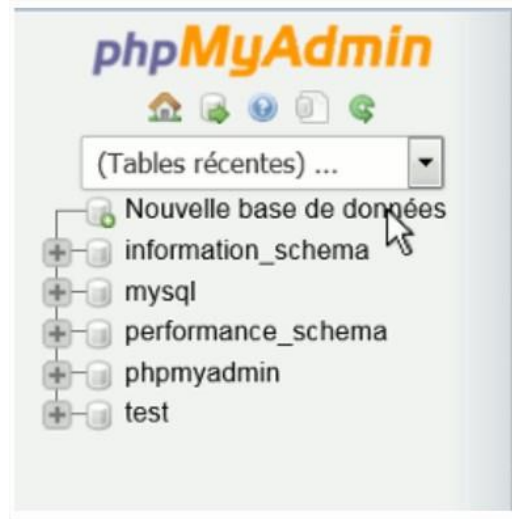 phpMyAdmin
(Tables récentes) ...
Nouvelle base de données
information_schema
mysql
performance_schema
phpmyadmin
test